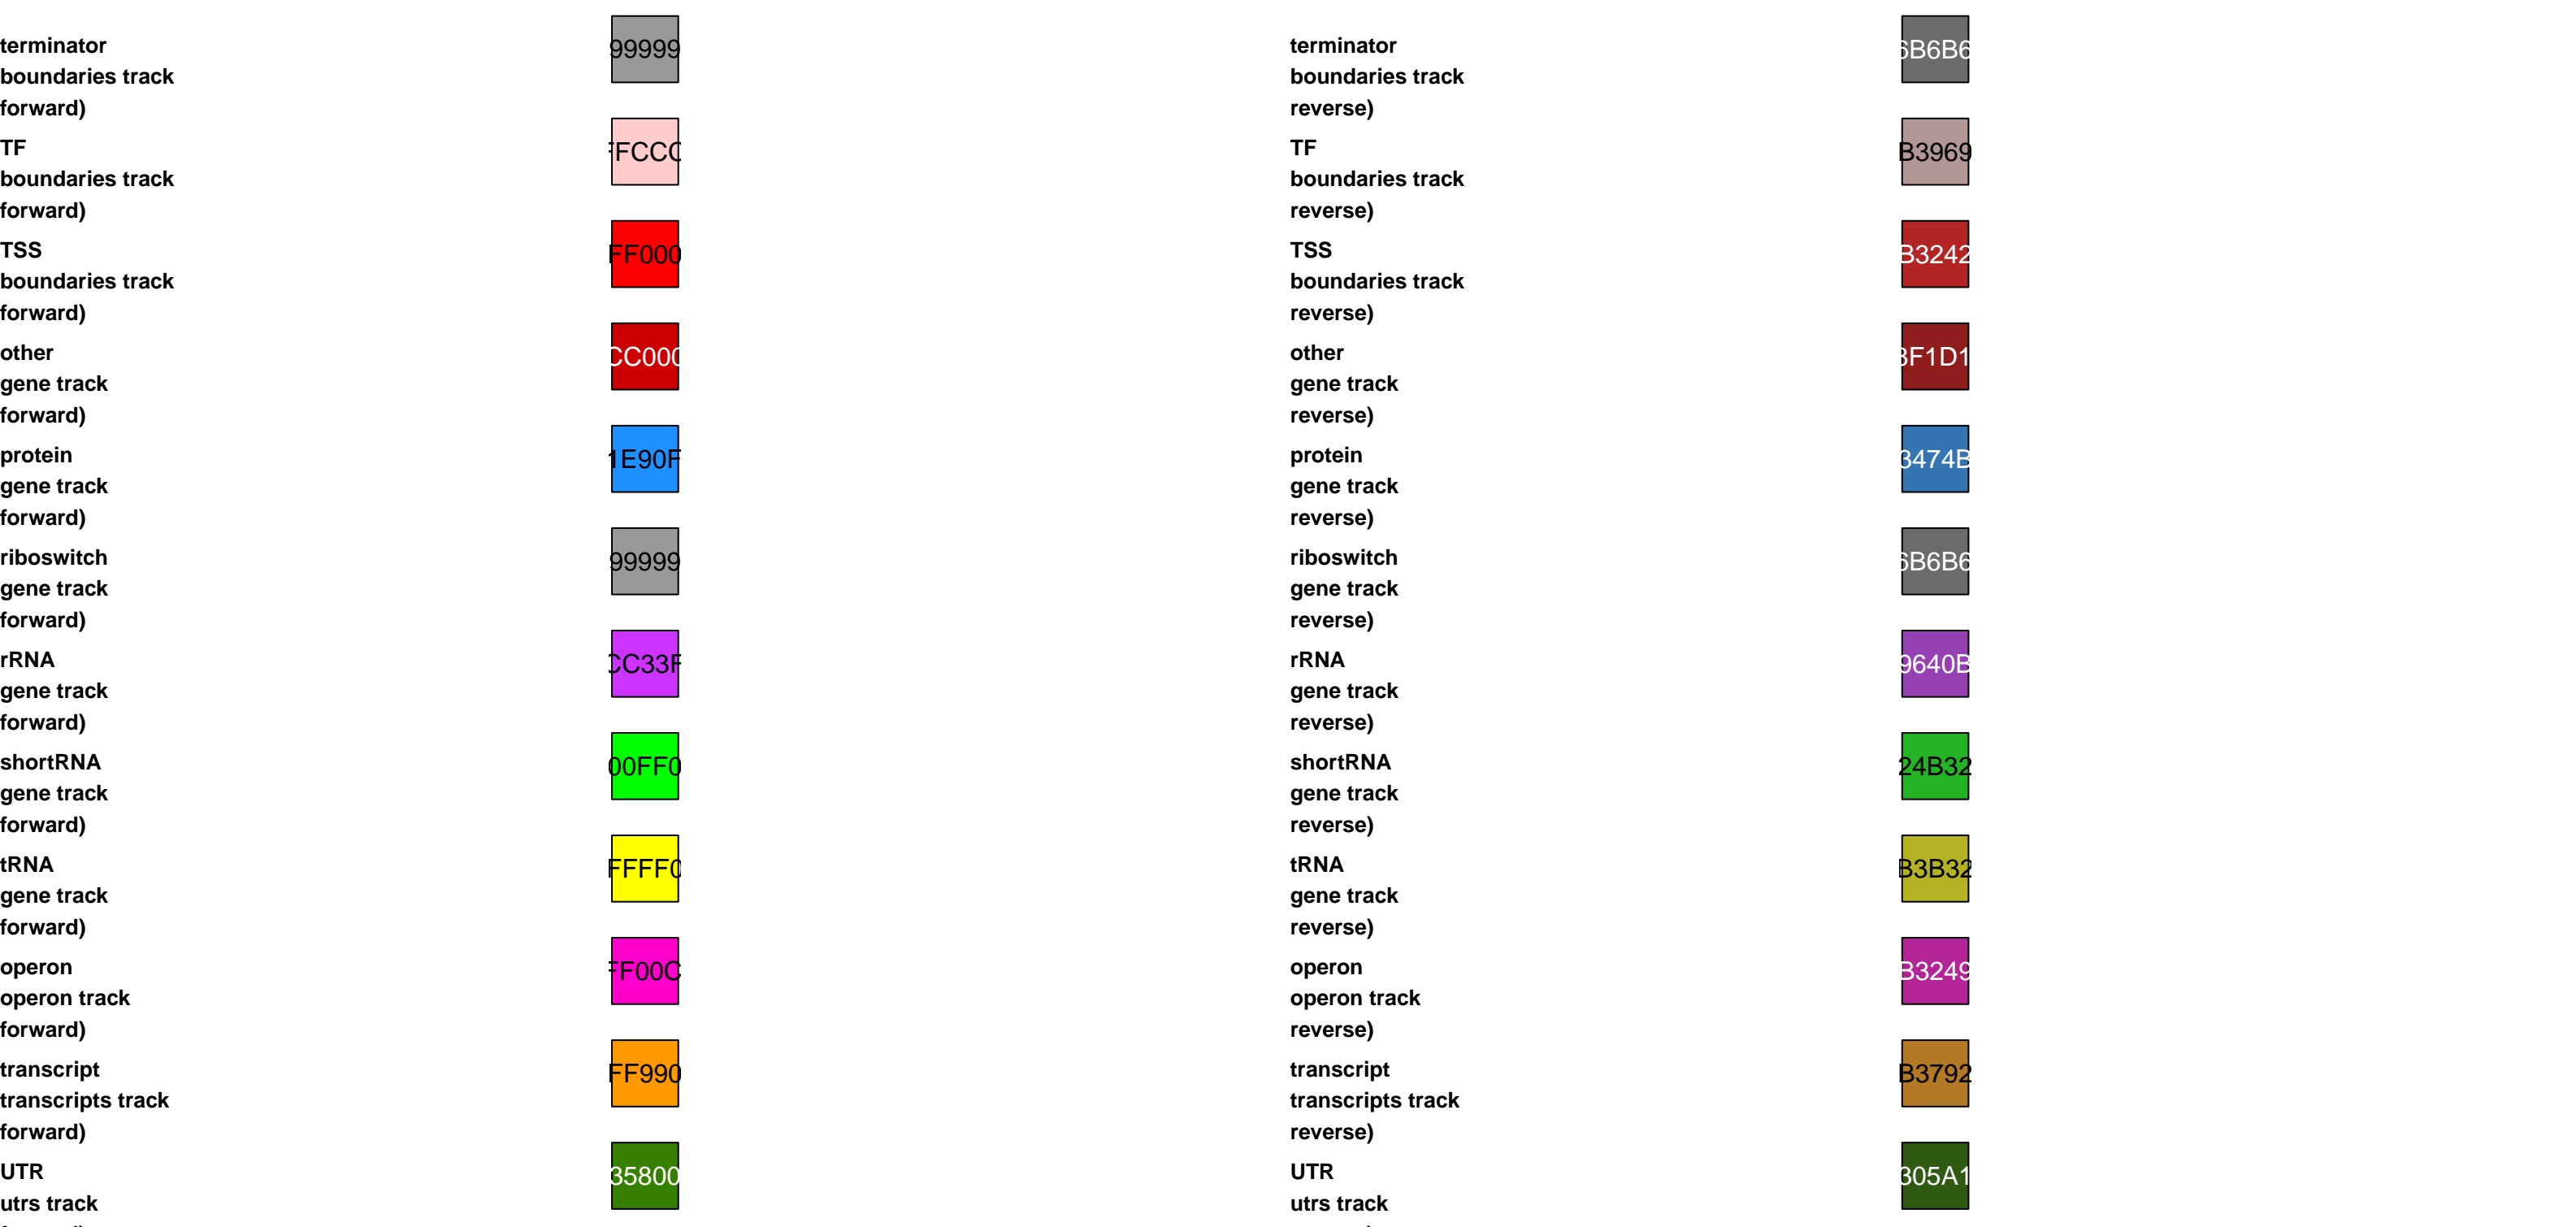 terminator
boundaries track
forward)
99999
TF
boundaries track
forward)
FFCCC
TSS
boundaries track
forward)
FF000
other
gene track
forward)
CC000
protein
gene track
forward)
1E90F
riboswitch
gene track
forward)
99999
rRNA
gene track
forward)
CC33F
shortRNA
gene track
forward)
00FF0
tRNA
gene track
forward)
FFFF0
operon
operon track
forward)
FF00C
transcript
transcripts track
forward)
FF990
UTR
utrs track
35800
terminator
boundaries track
reverse)
6B6B6
TF
boundaries track
reverse)
B3969
TSS
boundaries track
reverse)
B3242
other
gene track
reverse)
8F1D1
protein
gene track
reverse)
3474B
riboswitch
gene track
reverse)
6B6B6
rRNA
gene track
reverse)
9640B
shortRNA
gene track
reverse)
24B32
tRNA
gene track
reverse)
B3B32
operon
operon track
reverse)
B3249
transcript
transcripts track
reverse)
B3792
UTR
utrs track
305A1